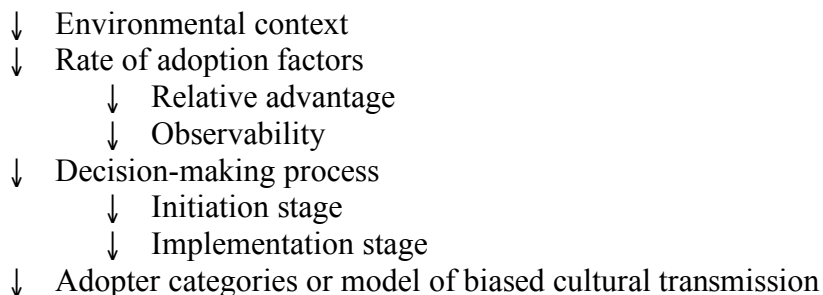 ↓ Environmental context
↓ Rate of adoption factors
↓ Relative advantage
↓ Observability
↓ Decision-making process
↓ Initiation stage
↓ Implementation stage
↓ Adopter categories or model of biased cultural transmission